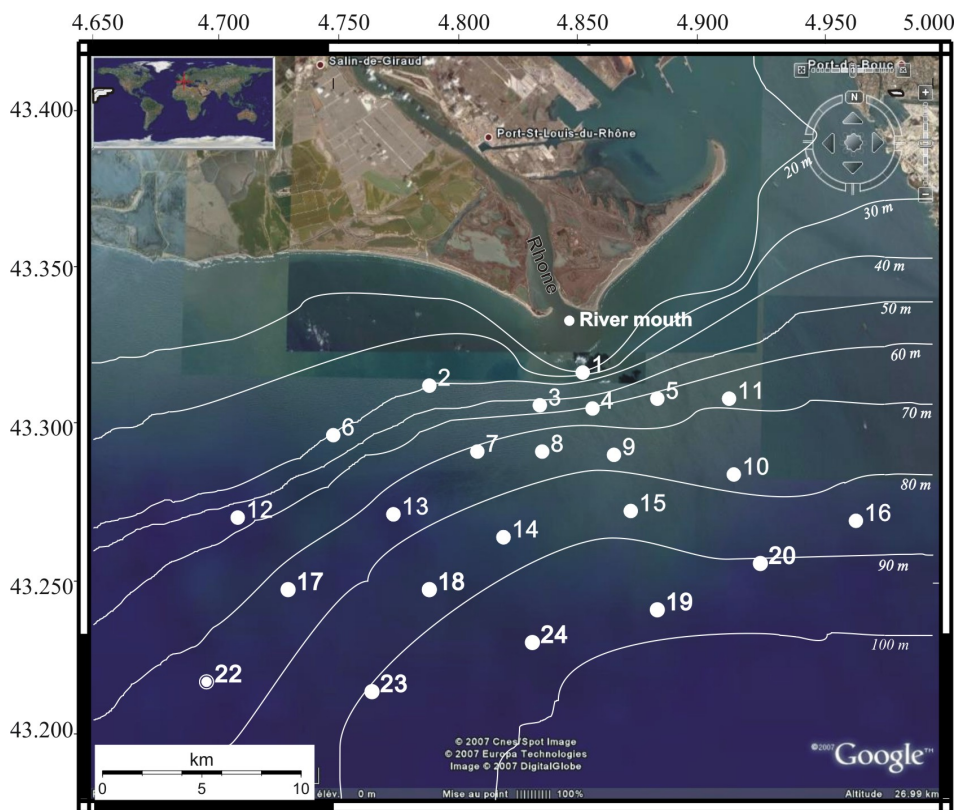 4.650 4.700 4.750 4.800 4.850 4.900 4.950 5.000
43.400
43.350
43.300
43.250
43.200
Salin-de-Giraud
Port-de-Bouc
Port-St-Louis-du-Rhône
N
+
−
Rhone
River mouth
20 m
30 m
40 m
50 m
60 m
70 m
80 m
90 m
100 m
1
2
3
4
5
11
6
7
8
9
10
12
13
14
15
16
17
18
20
19
24
22
23
km
0 5 10
© 2007 Cnes/Spot Image
© 2007 Europa Technologies
Image © 2007 DigitalGlobe
©2007 Google™
élév. 0 m Mise au point |||||||||| 100% Altitude 26.99 km